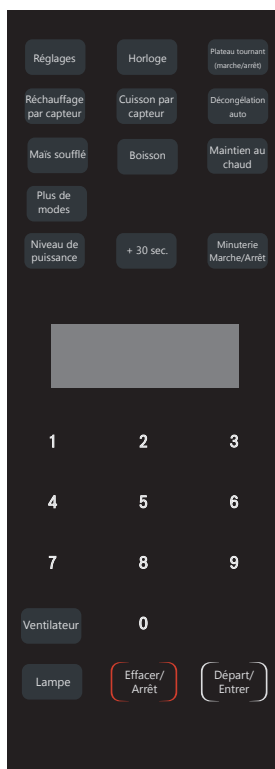 Réglages
Horloge
Plateau tournant
(marche/arrêt)
Réchauffage
par capteur
Cuisson par
capteur
Décongélation
auto
Maïs soufflé
Boisson
Maintien au
chaud
Plus de
modes
Niveau de
puissance
+ 30 sec.
Minuterie
Marche/Arrêt
1 2 3
4 5 6
7 8 9
Ventilateur
0
Lampe
Effacer/
Arrêt
Départ/
Entrer